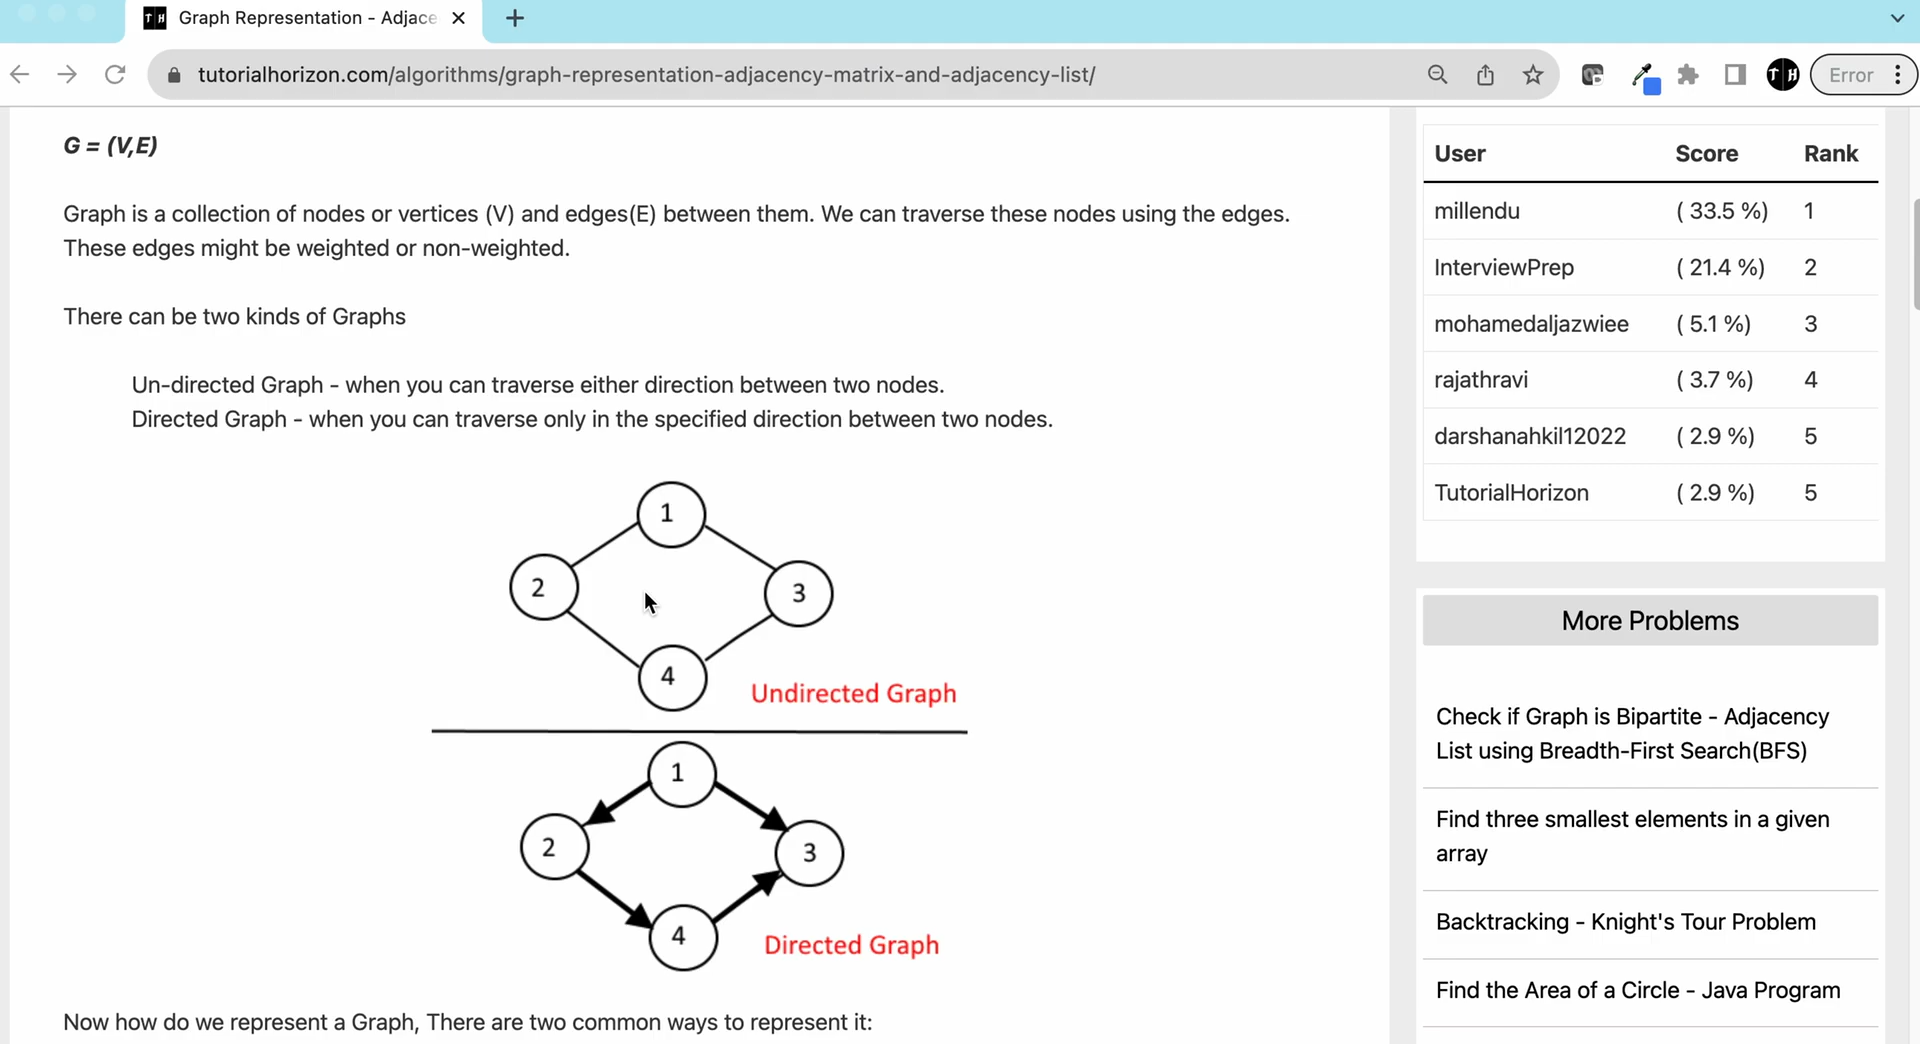 TH Graph Representation - Adjace
tutorialhorizon.com/algorithms/graph-representation-adjacency-matrix-and-adjacency-list/
TH
Error
G = (V,E)
Graph is a collection of nodes or vertices (V) and edges(E) between them. We can traverse these nodes using the edges.
These edges might be weighted or non-weighted.
There can be two kinds of Graphs
Un-directed Graph - when you can traverse either direction between two nodes.
Directed Graph - when you can traverse only in the specified direction between two nodes.
1
2
3
4
Undirected Graph
1
2
3
4
Directed Graph
Now how do we represent a Graph, There are two common ways to represent it:
User Score Rank
millendu ( 33.5 %) 1
InterviewPrep ( 21.4 %) 2
mohamedaljazwiee ( 5.1 %) 3
rajathravi ( 3.7 %) 4
darshanahkil12022 ( 2.9 %) 5
TutorialHorizon ( 2.9 %) 5
More Problems
Check if Graph is Bipartite - Adjacency
List using Breadth-First Search(BFS)
Find three smallest elements in a given
array
Backtracking - Knight's Tour Problem
Find the Area of a Circle - Java Program